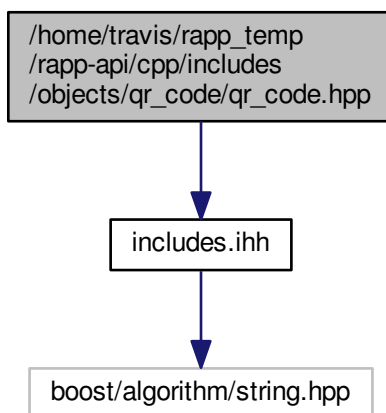 /home/travis/rapp_temp
/rapp-api/cpp/includes
/objects/qr_code/qr_code.hpp
includes.ihh
boost/algorithm/string.hpp